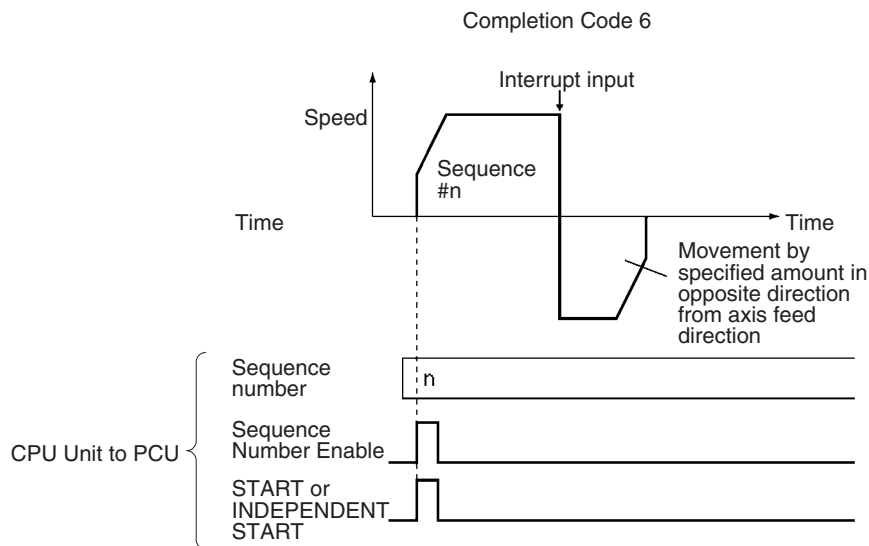 Completion Code 6
Interrupt input
Speed
Sequence
#n
Time
Time
Movement by
specified amount in
opposite direction
from axis feed
direction
Sequence
number
n
Sequence
Number Enable
CPU Unit to PCU
START or
INDEPENDENT
START